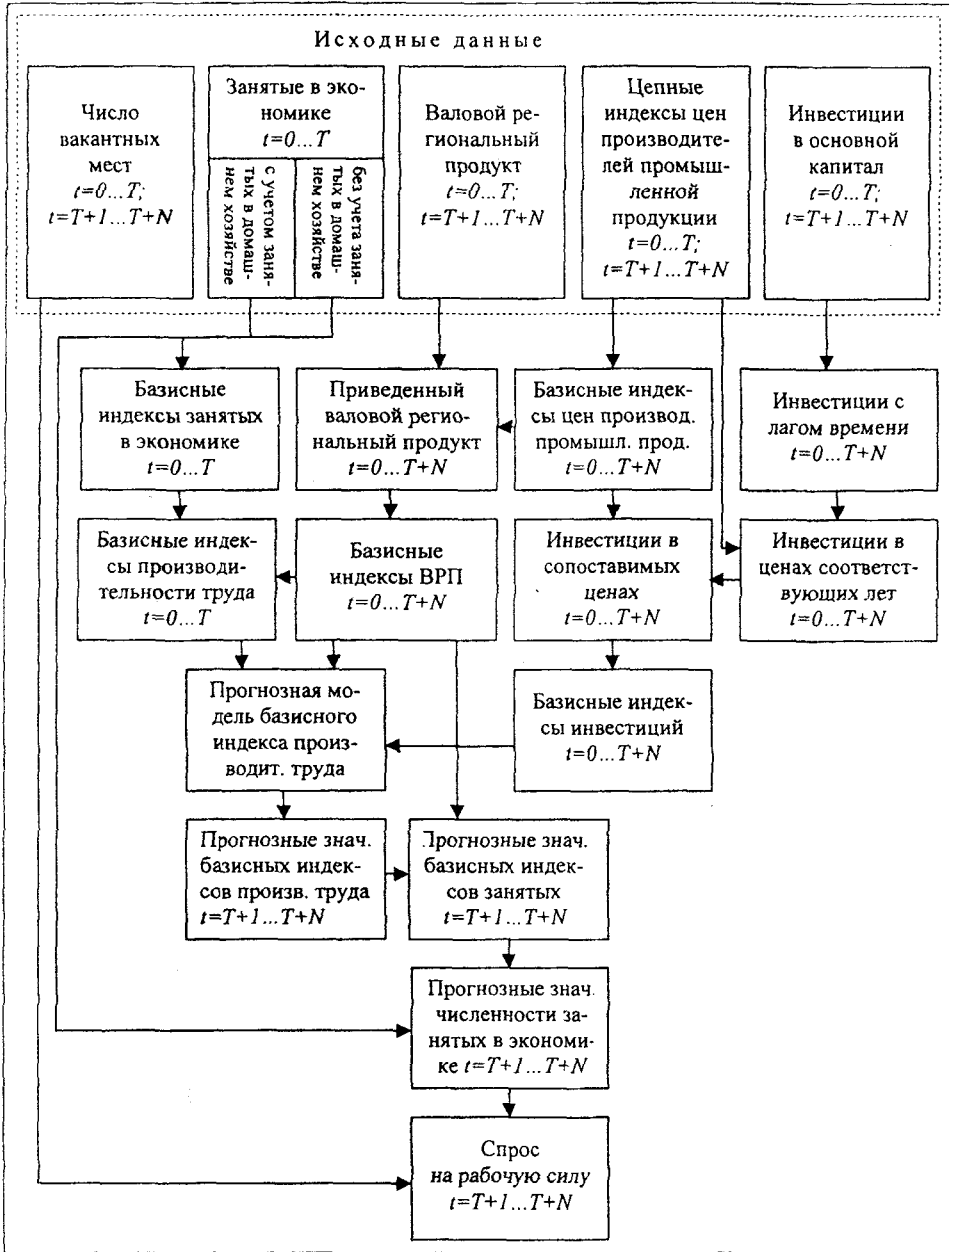 Исходные данные
Число
вакантных
мест
t=0...T;
t=T+1...T+N
Занятые в эко-
номике
t=0...T
с учетом заня-
тых в домаш-
нем хозяйстве
без учета заня-
тых в домаш-
нем хозяйстве
Валовой ре-
гиональный
продукт
t=0...T;
t=T+1...T+N
Цепные
индексы цен
производите-
лей промыш-
ленной
продукции
t=0...T;
t=T+1...T+N
Инвестиции
в основной
капитал
t=0...T;
t=T+1...T+N
Базисные
индексы занятых
в экономике
t=0...T
Приведенный
валовой регио-
нальный продукт
t=0...T+N
Базисные индек-
сы цен производ.
промышл. прод.
t=0...T+N
Инвестиции с
лагом времени
t=0...T+N
Базисные индек-
сы производи-
тельности труда
t=0...T
Базисные
индексы ВРП
t=0...T+N
Инвестиции в
сопоставимых
ценах
t=0...T+N
Инвестиции в
ценах соответст-
вующих лет
t=0...T+N
Прогнозная мо-
дель базисного
индекса произ-
водит. труда
Базисные индек-
сы инвестиций
t=0...T+N
Прогнозные знач.
базисных индек-
сов произв. труда
t=T+1...T+N
Прогнозные знач.
базисных индек-
сов занятых
t=T+1...T+N
Прогнозные знач.
численности за-
нятых в экономи-
ке t=T+1...T+N
Спрос
на рабочую силу
t=T+1...T+N